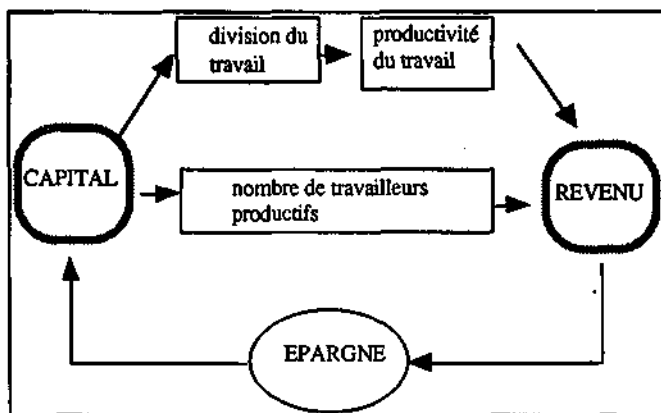 division du
travail
productivité
du travail
CAPITAL
nombre de travailleurs
productifs
REVENU
EPARGNE